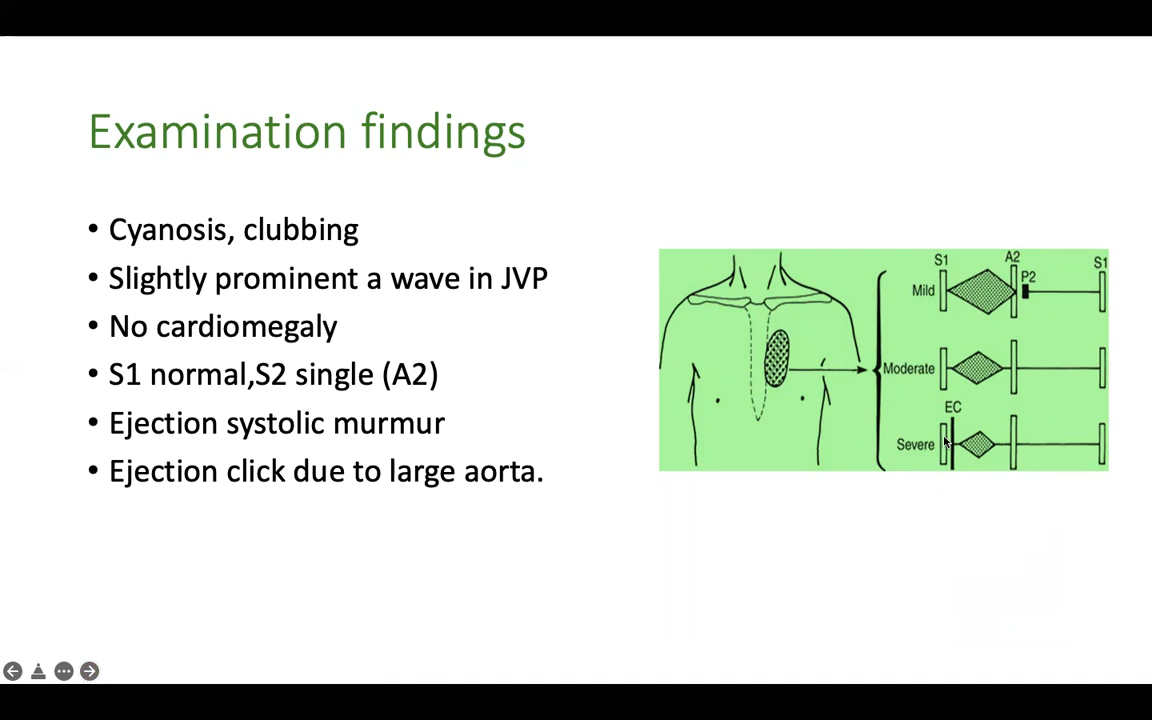 Examination findings
• Cyanosis, clubbing
• Slightly prominent a wave in JVP
• No cardiomegaly
• S1 normal,S2 single (A2)
• Ejection systolic murmur
• Ejection click due to large aorta.
S1 A2 S1
Mild P2
Moderate
EC
Severe